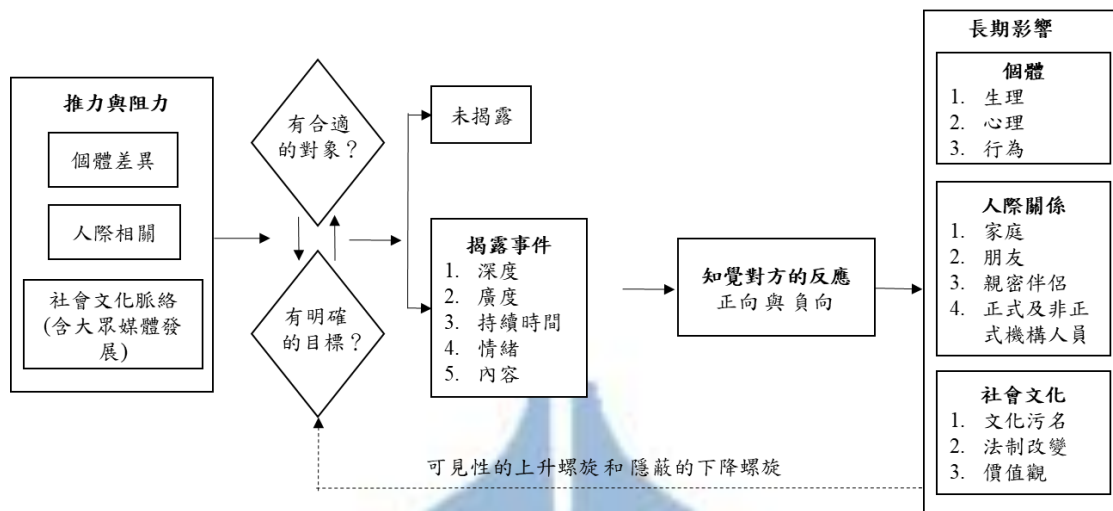 推力與阻力
個體差異
人際相關
社會文化脈絡
(含大眾媒體發
展)
有合適
的對象？
有明確
的目標？
未揭露
揭露事件
1. 深度
2. 廣度
3. 持續時間
4. 情緒
5. 內容
知覺對方的反應
正向與負向
長期影響
個體
1. 生理
2. 心理
3. 行為
人際關係
1. 家庭
2. 朋友
3. 親密伴侶
4. 正式及非正
式機構人員
社會文化
1. 文化污名
2. 法制改變
3. 價值觀
可見性的上升螺旋和隱蔽的下降螺旋